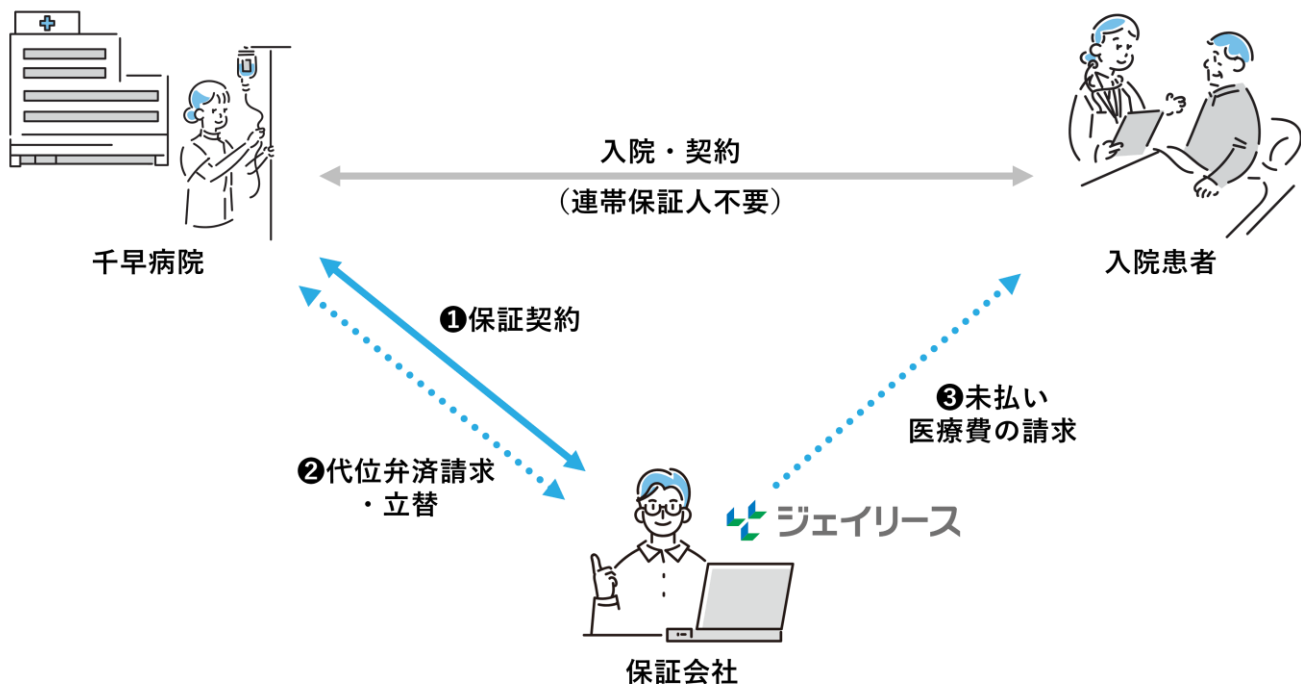 入院・契約
（連帯保証人不要）
千早病院
入院患者
❶保証契約
❷代位弁済請求
・立替
❸未払い
医療費の請求
ジェイリース
保証会社